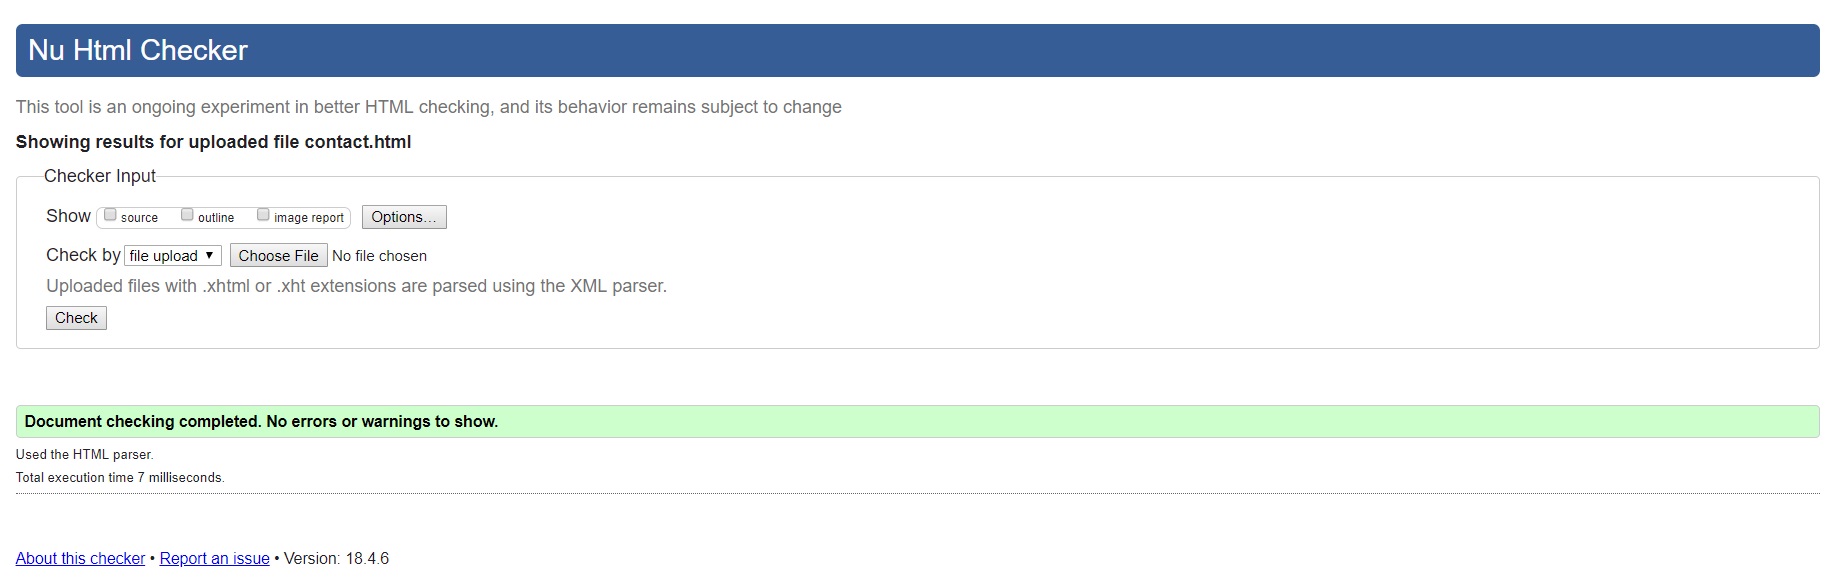 Nu Html Checker
This tool is an ongoing experiment in better HTML checking, and its behavior remains subject to change
Showing results for uploaded file contact.html
Checker Input
Show source outline image report Options...
Check by file upload ▼ Choose File No file chosen
Uploaded files with .xhtml or .xht extensions are parsed using the XML parser.
Check
Document checking completed. No errors or warnings to show.
Used the HTML parser.
Total execution time 7 milliseconds.
About this checker • Report an issue • Version: 18.4.6